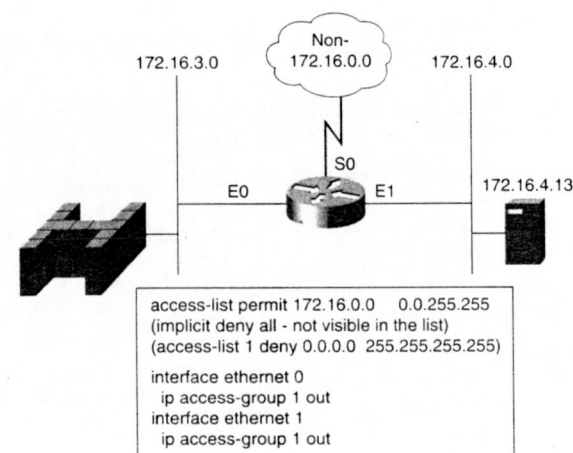 Non-
172.16.0.0
172.16.3.0
172.16.4.0
S0
E0
E1
172.16.4.13
access-list permit 172.16.0.0 0.0.255.255
(implicit deny all - not visible in the list)
(access-list 1 deny 0.0.0.0 255.255.255.255)
interface ethernet 0
ip access-group 1 out
interface ethernet 1
ip access-group 1 out